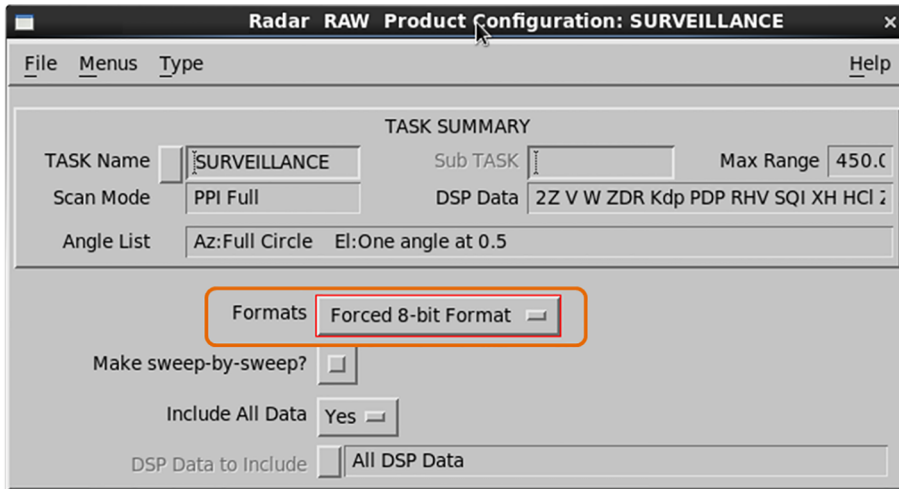 Radar RAW Product Configuration: SURVEILLANCE
File Menus Type Help
TASK SUMMARY
TASK Name SURVEILLANCE Sub TASK Max Range 450.0
Scan Mode PPI Full DSP Data 2Z V W ZDR Kdp PDP RHV SQI XH HCl
Angle List Az:Full Circle El:One angle at 0.5
Formats Forced 8-bit Format
Make sweep-by-sweep?
Include All Data Yes
DSP Data to Include All DSP Data